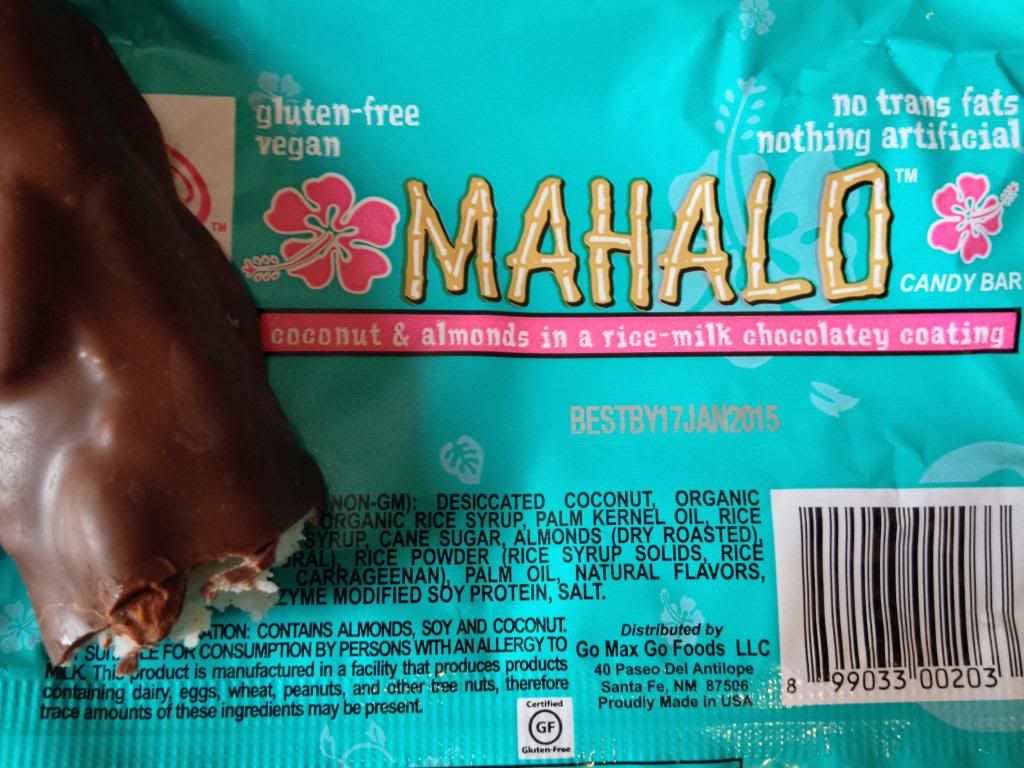 gluten-free
vegan
no trans fats
nothing artificial
MAHALO™
CANDY BAR
coconut & almonds in a rice-milk chocolatey coating
BESTBY17JAN2015
NON-GM): DESICCATED COCONUT, ORGANIC
ORGANIC RICE SYRUP, PALM KERNEL OIL, RICE
SYRUP, CANE SUGAR, ALMONDS (DRY ROASTED),
RICE POWDER (RICE SYRUP SOLIDS, RICE
CARRAGEENAN), PALM OIL, NATURAL FLAVORS,
ZYME MODIFIED SOY PROTEIN, SALT.
CONTAINS ALMONDS, SOY AND COCONUT.
FOR CONSUMPTION BY PERSONS WITH AN ALLERGY TO
MILK. This product is manufactured in a facility that produces products
containing dairy, eggs, wheat, peanuts, and other tree nuts, therefore
trace amounts of these ingredients may be present.
Distributed by
Go Max Go Foods LLC
40 Paseo Del Antilope
Santa Fe, NM 87506
Proudly Made in USA
Certified
GF
Gluten-Free
8 99033 00203
TM